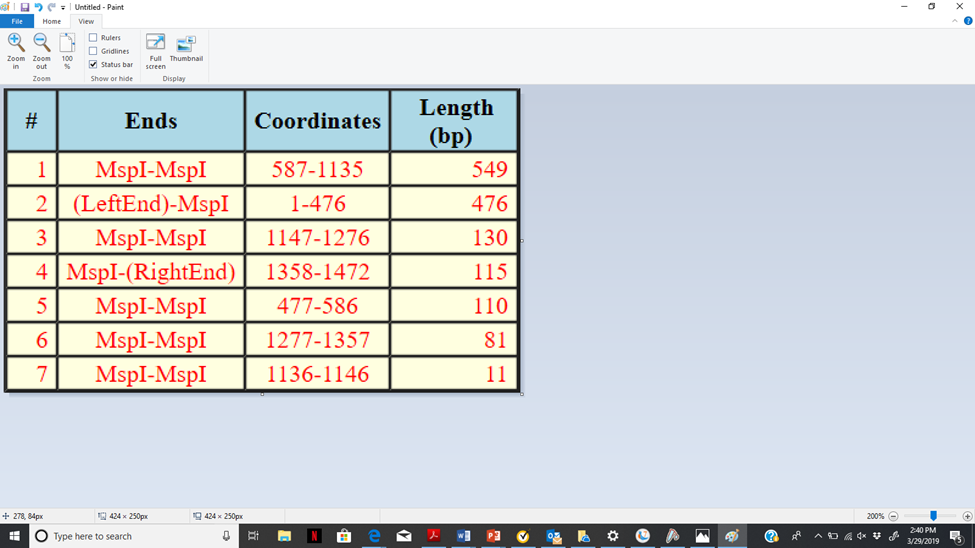 Untitled - Paint
File Home View
Zoom in
Zoom out
100 %
Rulers
Gridlines
Status bar
Full screen
Thumbnail
Zoom
Show or hide
Display
# Ends Coordinates Length (bp)
1 MspI-MspI 587-1135 549
2 (LeftEnd)-MspI 1-476 476
3 MspI-MspI 1147-1276 130
4 MspI-(RightEnd) 1358-1472 115
5 MspI-MspI 477-586 110
6 MspI-MspI 1277-1357 81
7 MspI-MspI 1136-1146 11
278, 84px 424 × 250px 424 × 250px 200%
Type here to search
2:40 PM
3/29/2019